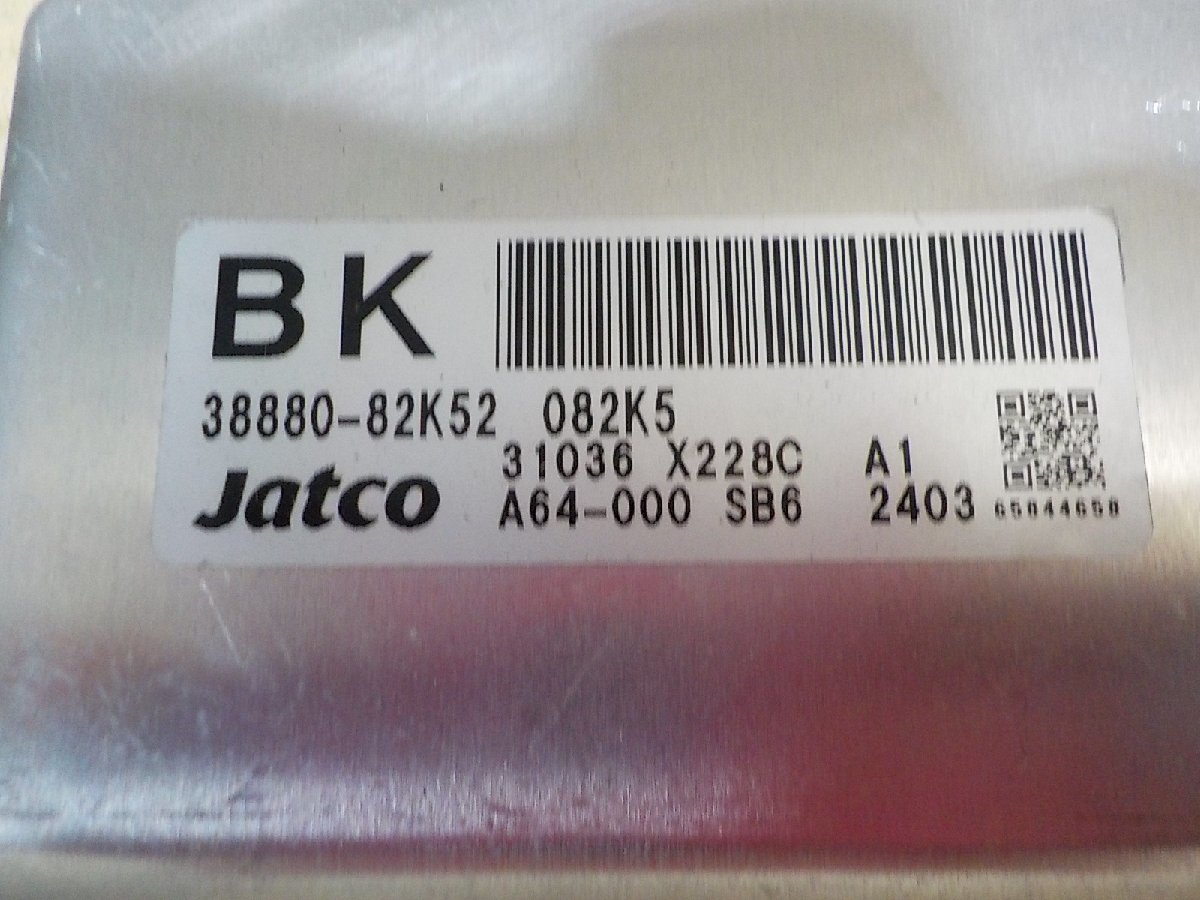 BK
38880-82K52 082K5
31036 X228C A1
Jatco A64-000 SB6 2403